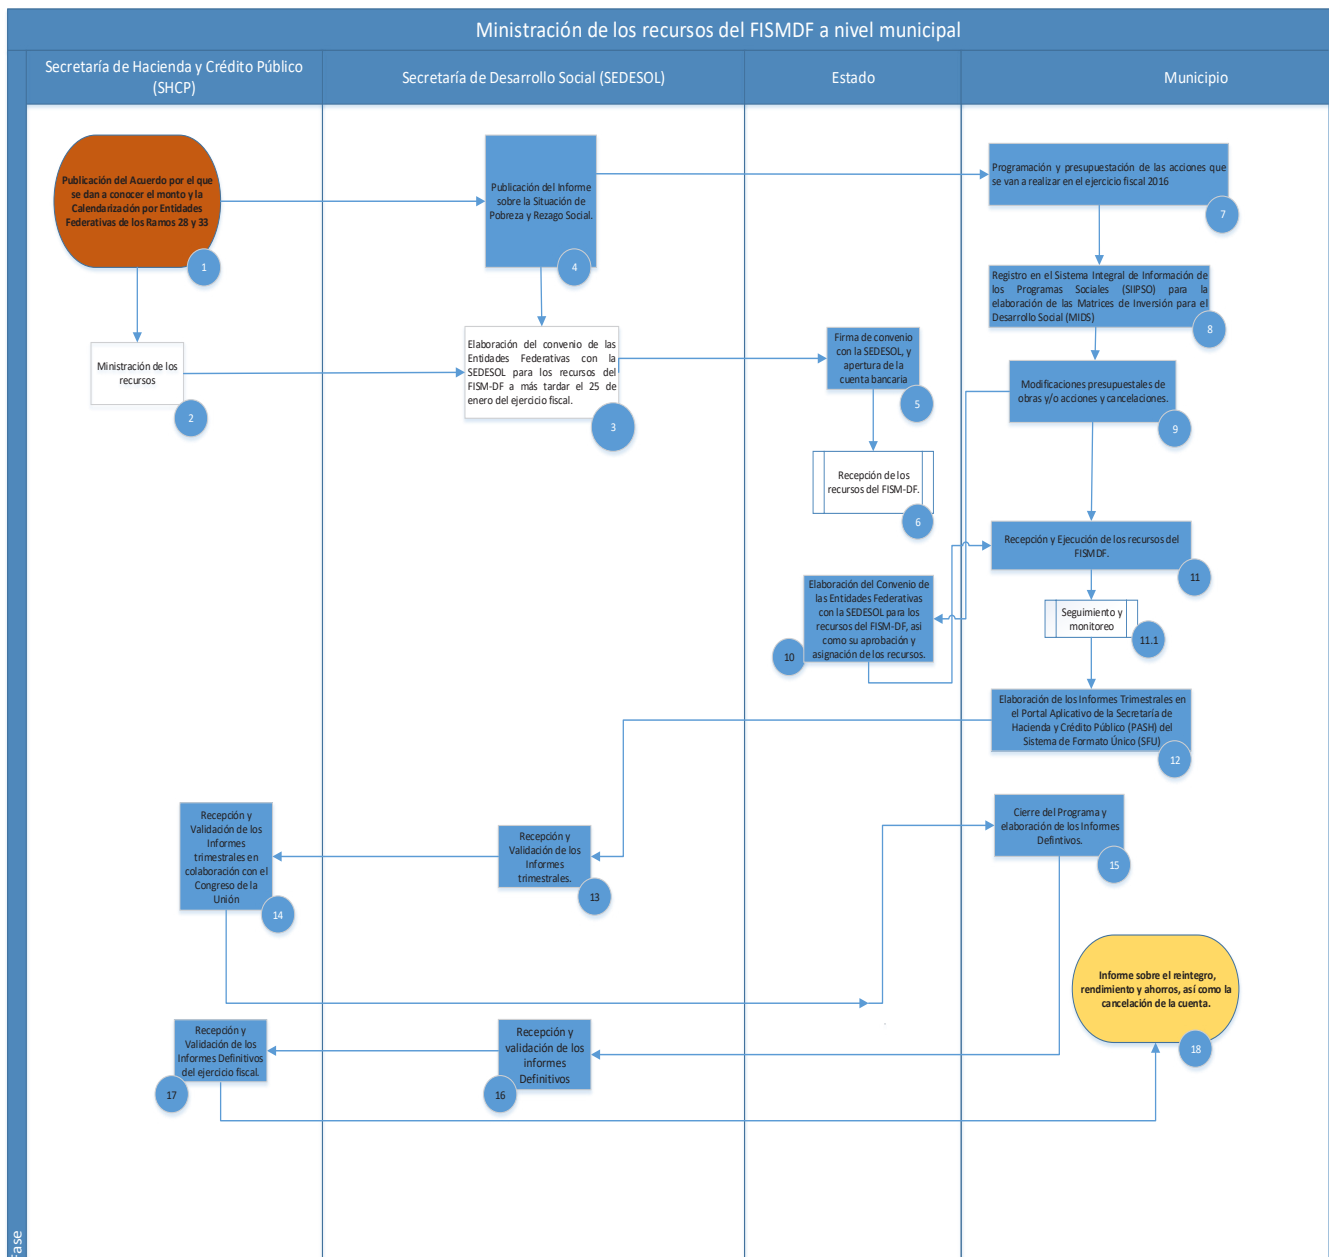 Ministración de los recursos del FISMDF a nivel municipal
Secretaría de Hacienda y Crédito Público
(SHCP)
Secretaría de Desarrollo Social (SEDESOL)
Estado
Municipio
Publicación del Acuerdo por el que
se dan a conocer el monto y la
Calendarización por Entidades
Federativas de los Ramos 28 y 33
1
Ministración de los
recursos
2
Publicación del Informe
sobre la Situación de
Pobreza y Rezago Social.
4
Elaboración del convenio de las
Entidades Federativas con la
SEDESOL para los recursos del
FISM-DF a más tardar el 25 de
enero del ejercicio fiscal.
3
Firma de convenio
con la SEDESOL, y
apertura de la
cuenta bancaria
5
Recepción de los
recursos del FISM-DF.
6
Programación y presupuestación de las acciones que
se van a realizar en el ejercicio fiscal 2016
7
Registro en el Sistema Integral de Información de
los Programas Sociales (SIIPSO) para la
elaboración de las Matrices de Inversión para el
Desarrollo Social (MIDS)
8
Modificaciones presupuestales de
obras y/o acciones y cancelaciones.
9
Elaboración del Convenio de
las Entidades Federativas
con la SEDESOL para los
recursos del FISM-DF, asi
como su aprobación y
asignación de los recursos.
10
Recepción y Ejecución de los recursos del
FISMDF.
11
Seguimiento y
monitoreo
11.1
Elaboración de los Informes Trimestrales en
el Portal Aplicativo de la Secretaría de
Hacienda y Crédito Público (PASH) del
Sistema de Formato Único (SFU)
12
Recepción y
Validación de los
Informes
trimestrales.
13
Recepción y
Validación de los
Informes
trimestrales en
colaboración con el
Congreso de la
Unión
14
Cierre del Programa y
elaboración de los Informes
Defintivos.
15
Recepción y
validación de los
informes
Definitivos
16
Recepción y
Validación de los
Informes Definitivos
del ejercicio fiscal.
17
Informe sobre el reintegro,
rendimiento y ahorros, así como la
cancelación de la cuenta.
18
Fase